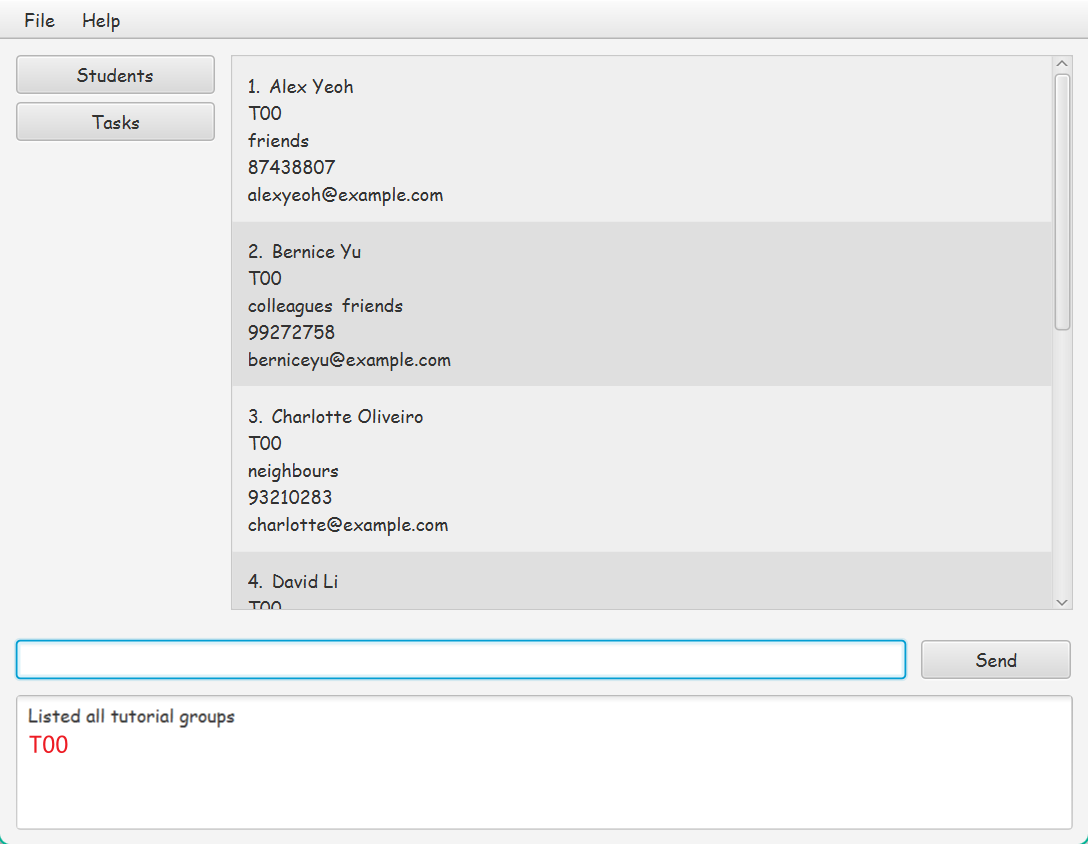 File Help
Students
Tasks
1. Alex Yeoh
T00
friends
87438807
alexyeoh@example.com
2. Bernice Yu
T00
colleagues friends
99272758
berniceyu@example.com
3. Charlotte Oliveiro
T00
neighbours
93210283
charlotte@example.com
4. David Li
T00
Send
Listed all tutorial groups
T00